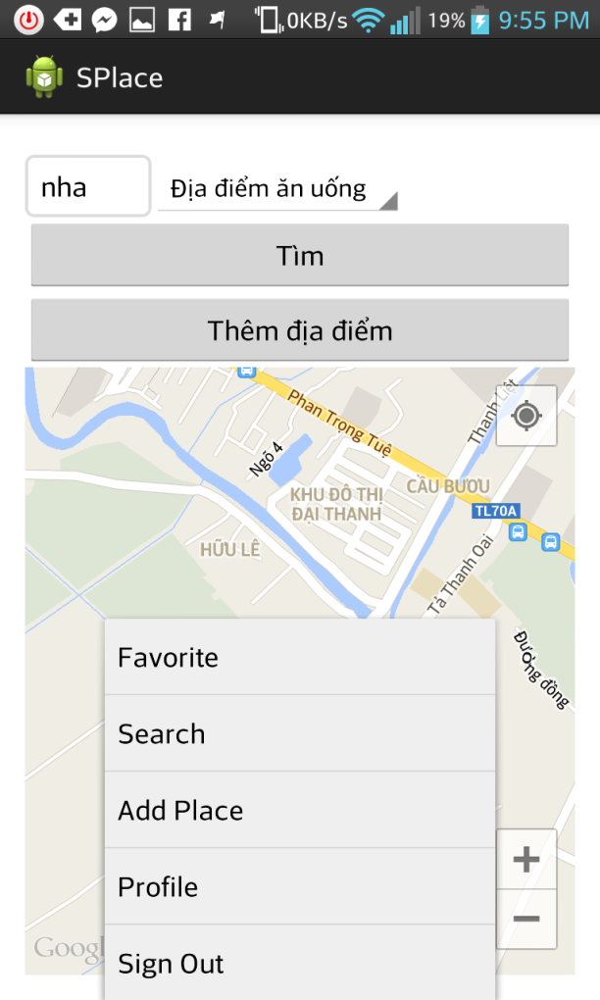 0KB/s 19% 9:55 PM
SPlace
nha Địa điểm ăn uống
Tìm
Thêm địa điểm
Phan Trọng Tuệ
Thanh Liệt
Ngõ 4
CẦU BƯƠU
KHU ĐÔ THỊ
ĐẠI THANH
TL70A
HỮU LÊ
Tả Thanh Oai
Đường đồng
Favorite
Search
Add Place
Profile
Sign Out